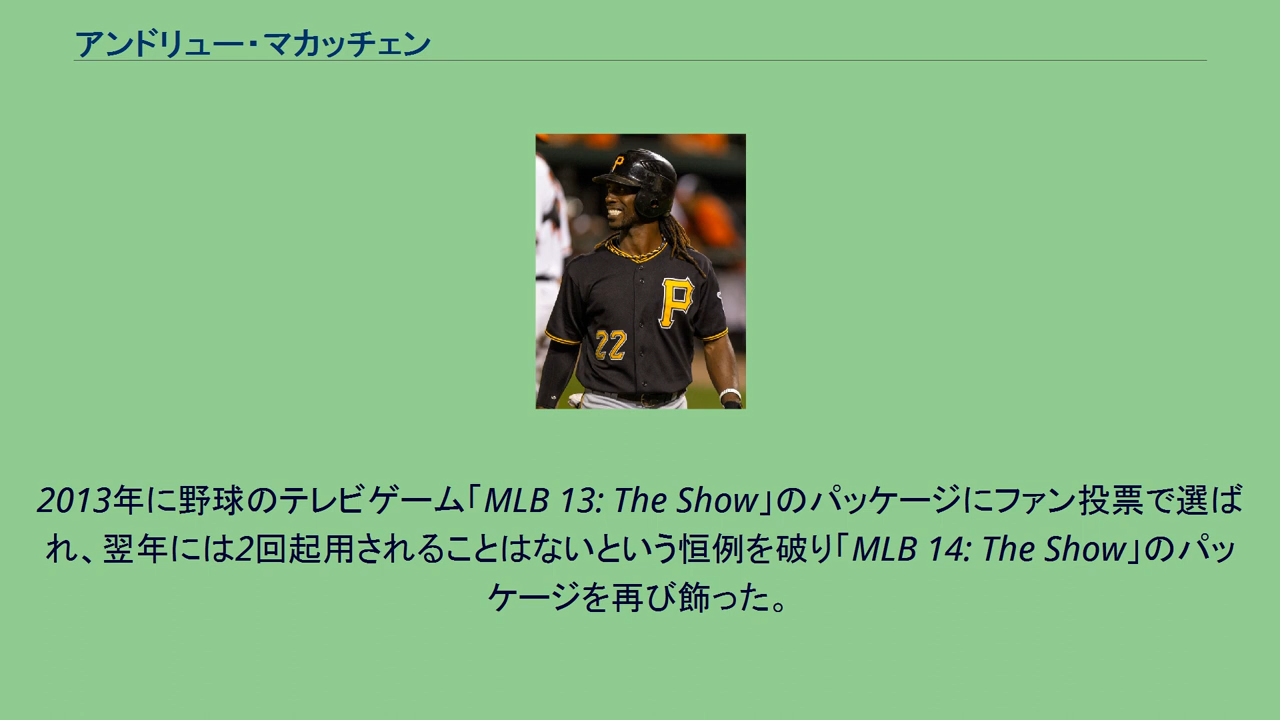 アンドリュー・マカッチェン
P
P
22
2013年に野球のテレビゲーム「MLB 13: The Show」のパッケージにファン投票で選ば
れ、翌年には2回起用されることはないという恒例を破り「MLB 14: The Show」のパッ
ケージを再び飾った。